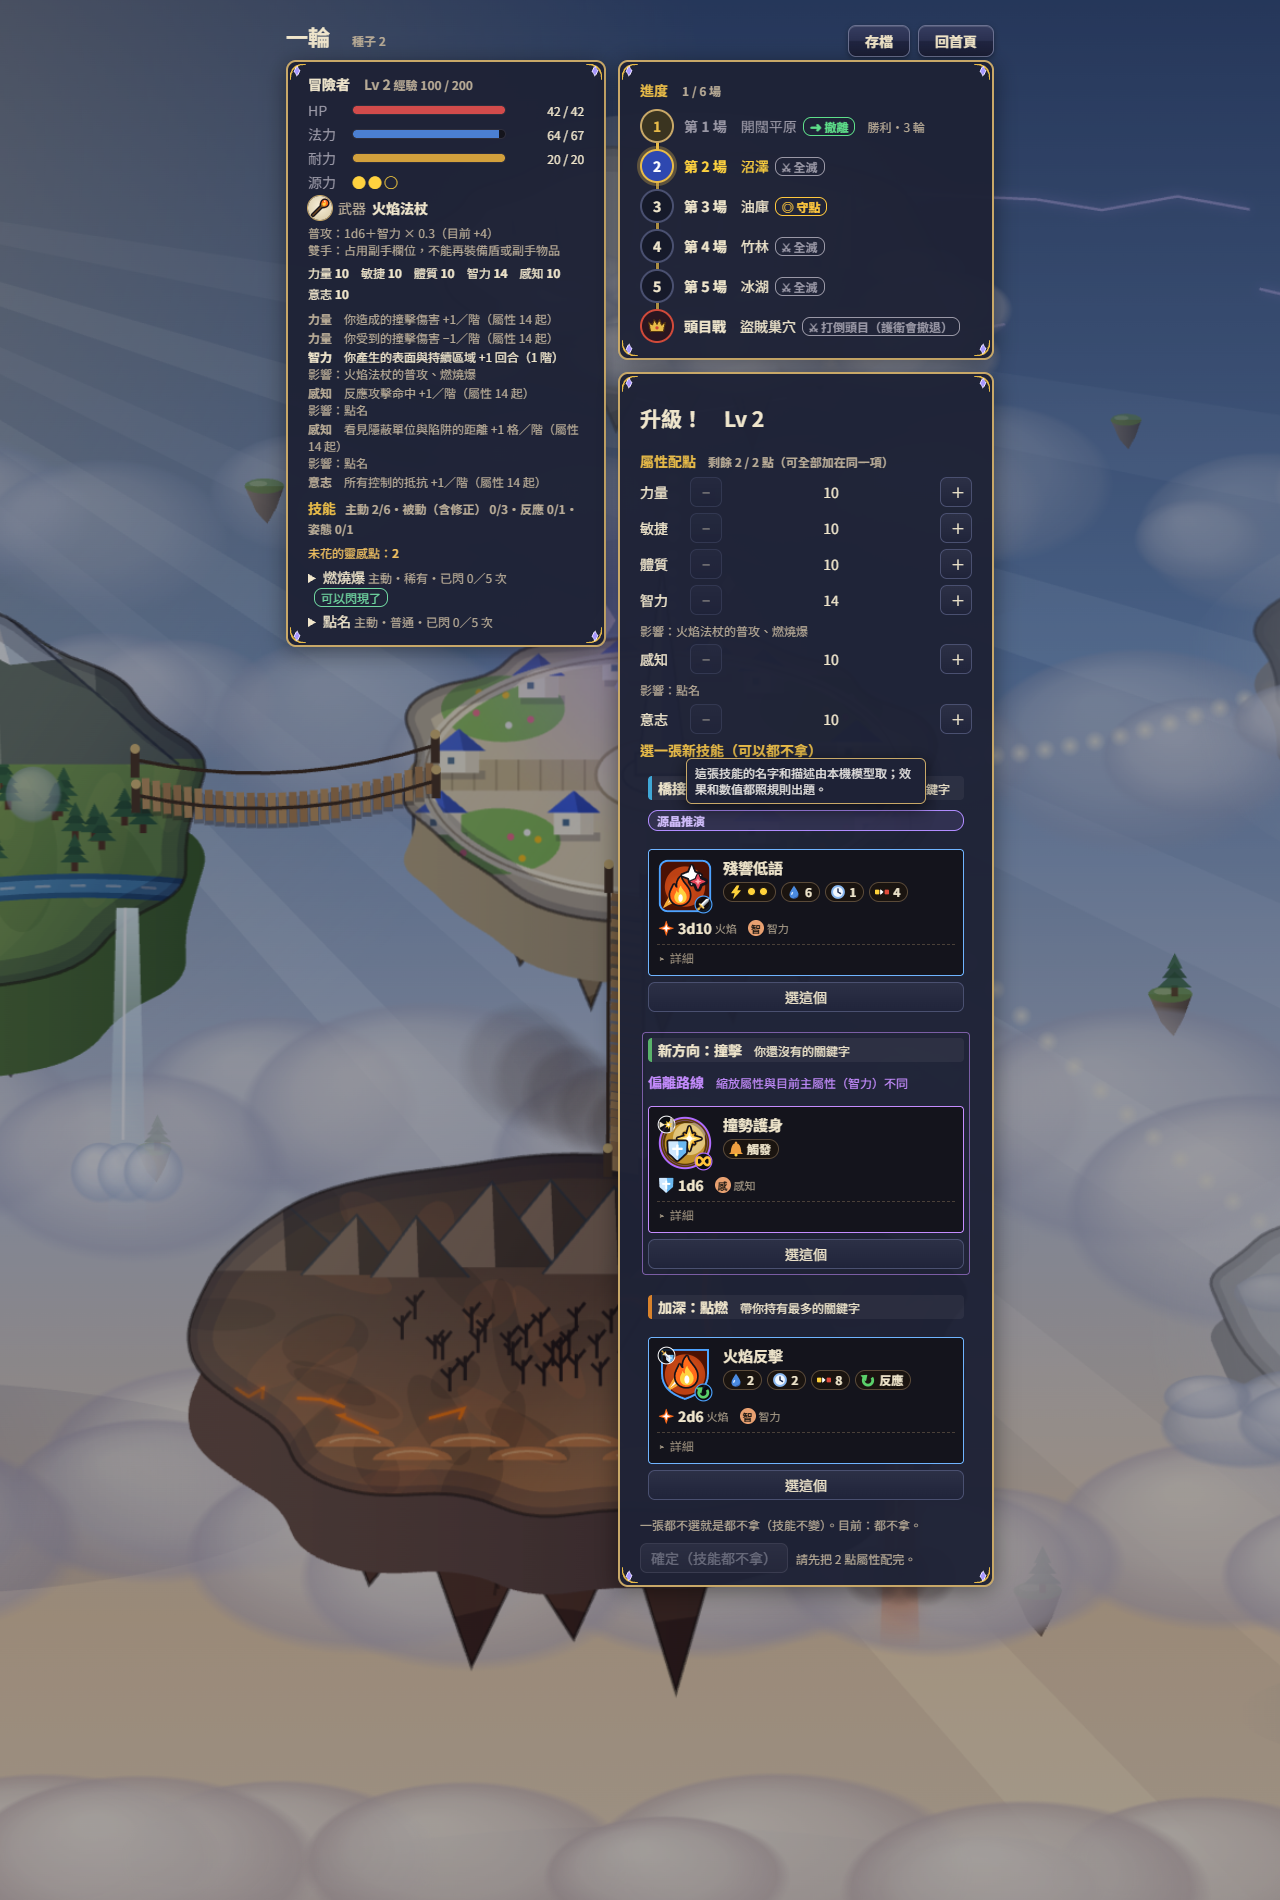 一輪 種子 2
存檔 回首頁
冒險者 Lv 2 經驗 100 / 200
HP 42 / 42
法力 64 / 67
耐力 20 / 20
源力
武器 火焰法杖
普攻：1d6＋智力 × 0.3（目前 +4）
雙手：占用副手欄位，不能再裝備盾或副手物品
力量 10 敏捷 10 體質 10 智力 14 感知 10
意志 10
力量 你造成的撞擊傷害 +1／階（屬性 14 起）
力量 你受到的撞擊傷害 −1／階（屬性 14 起）
智力 你產生的表面與持續區域 +1 回合（1 階）
影響：火焰法杖的普攻、燃燒爆
感知 反應攻擊命中 +1／階（屬性 14 起）
影響：點名
感知 看見隱蔽單位與陷阱的距離 +1 格／階（屬性
14 起）
影響：點名
意志 所有控制的抵抗 +1／階（屬性 14 起）
技能 主動 2/6・被動（含修正） 0/3・反應 0/1・
姿態 0/1
未花的靈感點：2
▶ 燃燒爆 主動・稀有・已閃 0／5 次
可以閃現了
▶ 點名 主動・普通・已閃 0／5 次
進度 1 / 6 場
1 第 1 場 開闊平原 ➜ 撤離 勝利・3 輪
2 第 2 場 沼澤 ⚔ 全滅
3 第 3 場 油庫 ◎ 守點
4 第 4 場 竹林 ⚔ 全滅
5 第 5 場 冰湖 ⚔ 全滅
頭目戰 盜賊巢穴 ⚔ 打倒頭目（護衛會撤退）
升級！ Lv 2
屬性配點 剩餘 2 / 2 點（可全部加在同一項）
力量 − 10 ＋
敏捷 − 10 ＋
體質 − 10 ＋
智力 − 14 ＋
影響：火焰法杖的普攻、燃燒爆
感知 − 10 ＋
影響：點名
意志 − 10 ＋
選一張新技能（可以都不拿）
這張技能的名字和描述由本機模型取；效
果和數值都照規則出題。
橋接 鍵字
源晶推演
殘響低語
6 1 4
3d10 火焰 智 智力
▸ 詳細
選這個
新方向：撞擊 你還沒有的關鍵字
偏離路線 縮放屬性與目前主屬性（智力）不同
撞勢護身
觸發
1d6 感 感知
▸ 詳細
選這個
加深：點燃 帶你持有最多的關鍵字
火焰反擊
2 2 8 反應
2d6 火焰 智 智力
▸ 詳細
選這個
一張都不選就是都不拿（技能不變）。目前：都不拿。
確定（技能都不拿） 請先把 2 點屬性配完。